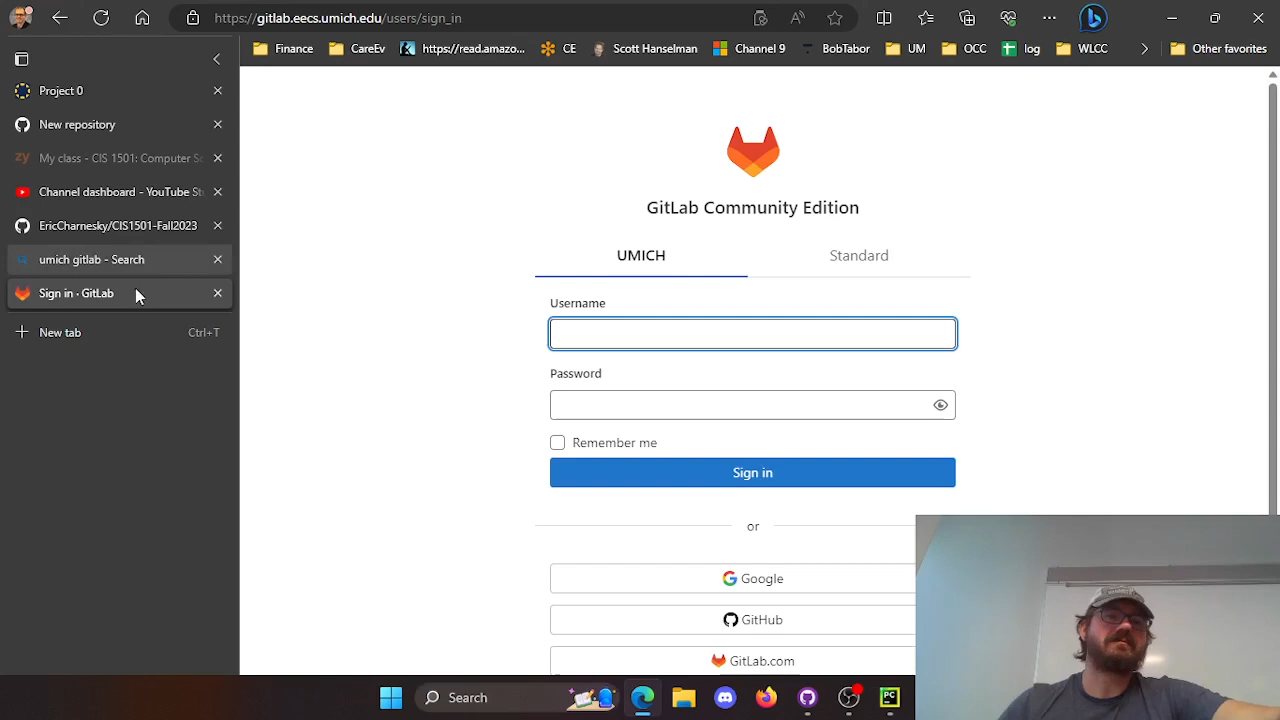 https://gitlab.eecs.umich.edu/users/sign_in
Finance
CareEv
https://read.amazo...
CE
Scott Hanselman
Channel 9
BobTabor
UM
OCC
log
WLCC
Other favorites
Project 0
New repository
zy My class - CIS 1501: Computer Sc
Channel dashboard - YouTube St
Ericcharnesky/CIS1501-Fall2023
umich gitlab - Search
Sign in · GitLab
New tab
Ctrl+T
GitLab Community Edition
UMICH
Standard
Username
Password
Remember me
Sign in
or
Google
GitHub
GitLab.com
Search
PC